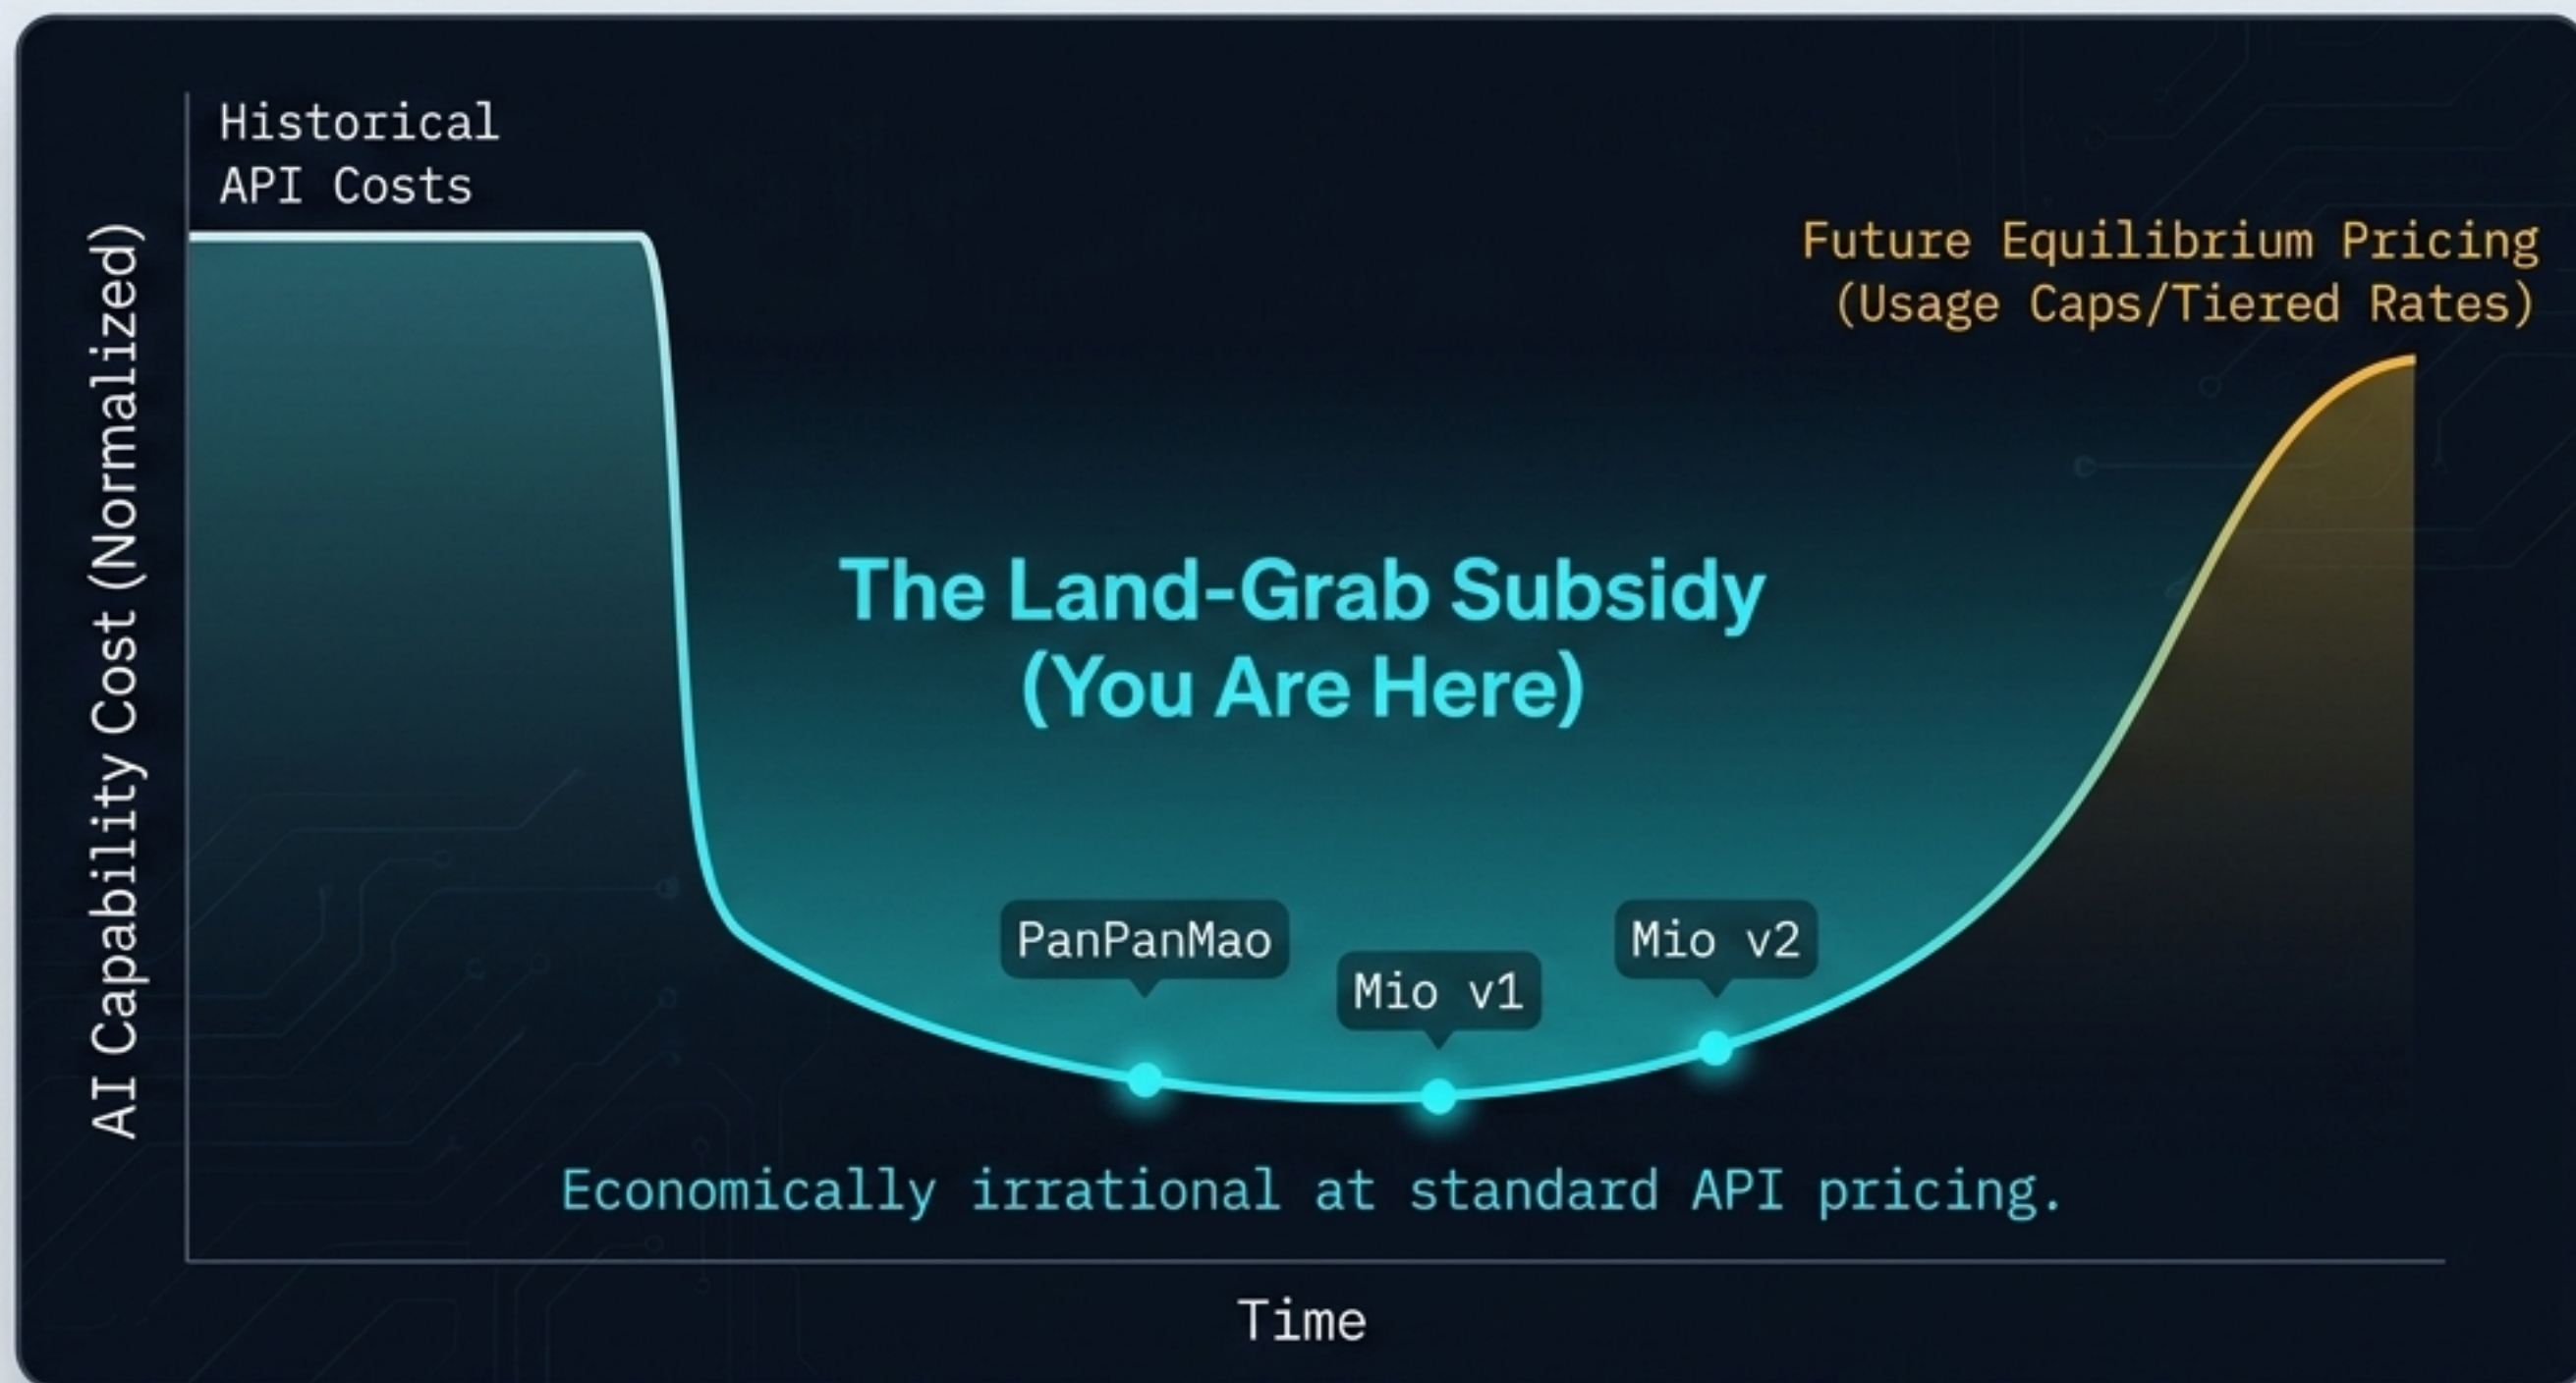 Historical
API Costs
Future Equilibrium Pricing
(Usage Caps/Tiered Rates)
AI Capability Cost (Normalized)
The Land-Grab Subsidy
(You Are Here)
PanPanMao
Mio v1
Mio v2
Economically irrational at standard API pricing.
Time